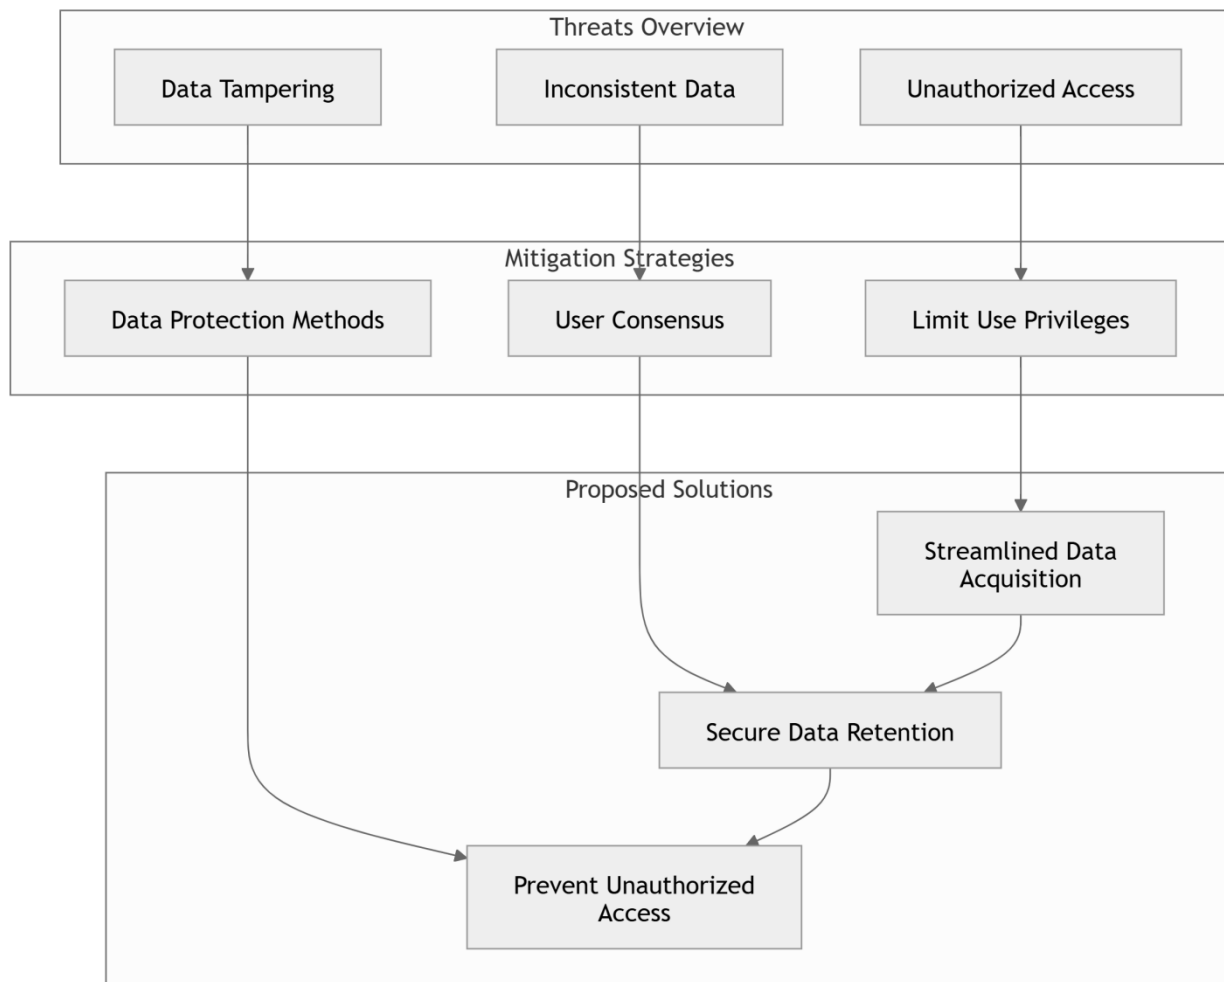 Threats Overview
Data Tampering
Inconsistent Data
Unauthorized Access
Mitigation Strategies
Data Protection Methods
User Consensus
Limit Use Privileges
Proposed Solutions
Streamlined Data
Acquisition
Secure Data Retention
Prevent Unauthorized
Access